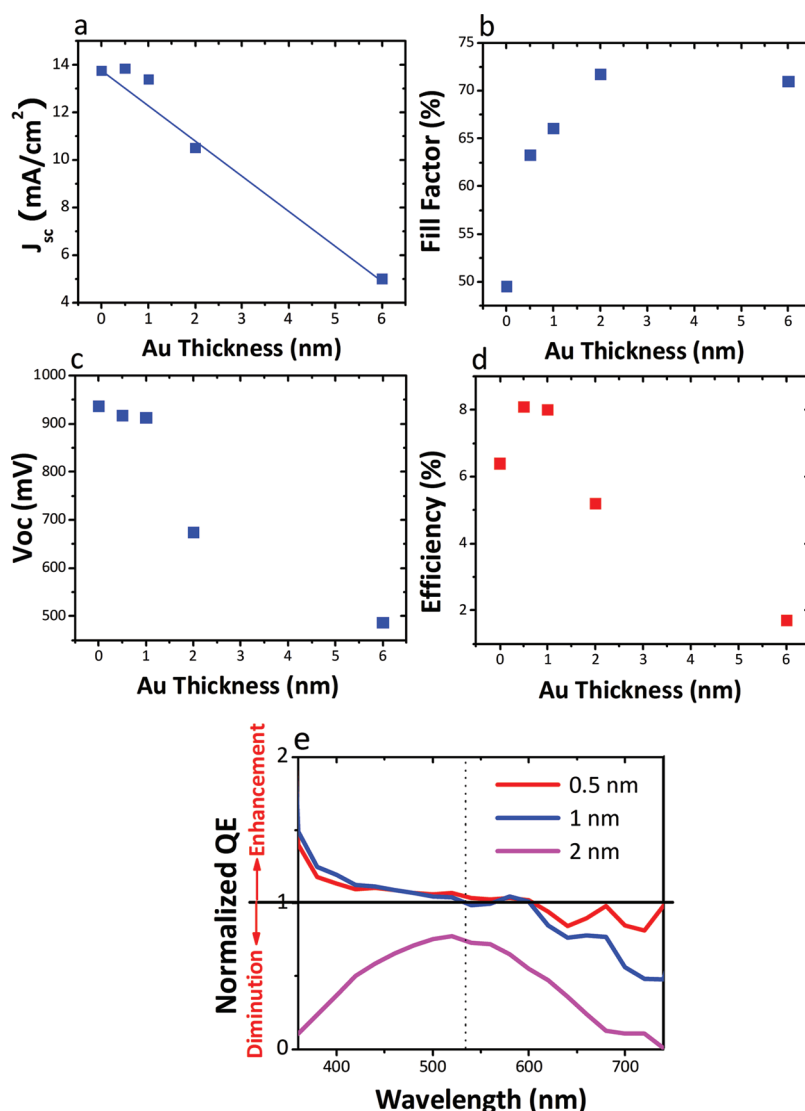 a
14
12
10
8
6
4
J_sc (mA/cm²)
0 1 2 3 4 5 6
Au Thickness (nm)
b
75
70
65
60
55
50
Fill Factor (%)
0 1 2 3 4 5 6
Au Thickness (nm)
c
1000
900
800
700
600
500
Voc (mV)
0 1 2 3 4 5 6
Au Thickness (nm)
d
8
6
4
2
Efficiency (%)
0 1 2 3 4 5 6
Au Thickness (nm)
e
2
1
0
Normalized QE
Enhancement
Diminution
0.5 nm
1 nm
2 nm
400 500 600 700
Wavelength (nm)